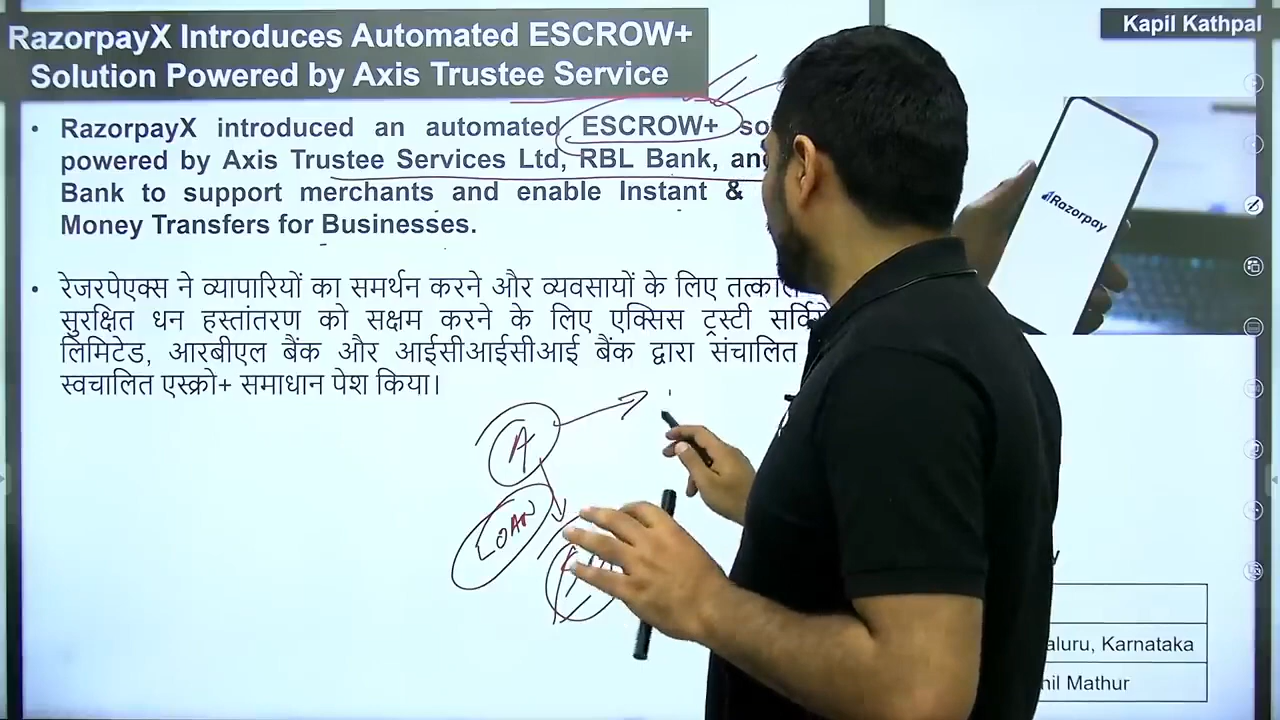 RazorpayX Introduces Automated ESCROW+
Solution Powered by Axis Trustee Service
Kapil Kathpal
• RazorpayX introduced an automated ESCROW+
powered by Axis Trustee Services Ltd, RBL Bank,
Bank to support merchants and enable Instant &
Money Transfers for Businesses.
Razorpay
• रेजरपेएक्स ने व्यापारियों का समर्थन करने और व्यवसायों के लिए तत्काल
सुरक्षित धन हस्तांतरण को सक्षम करने के लिए एक्सिस ट्रस्टी
लिमिटेड, आरबीएल बैंक और आईसीआईसीआई बैंक द्वारा संचालित
स्वचालित एस्क्रो+ समाधान पेश किया।
A
LOAN
Karnataka
Mathur